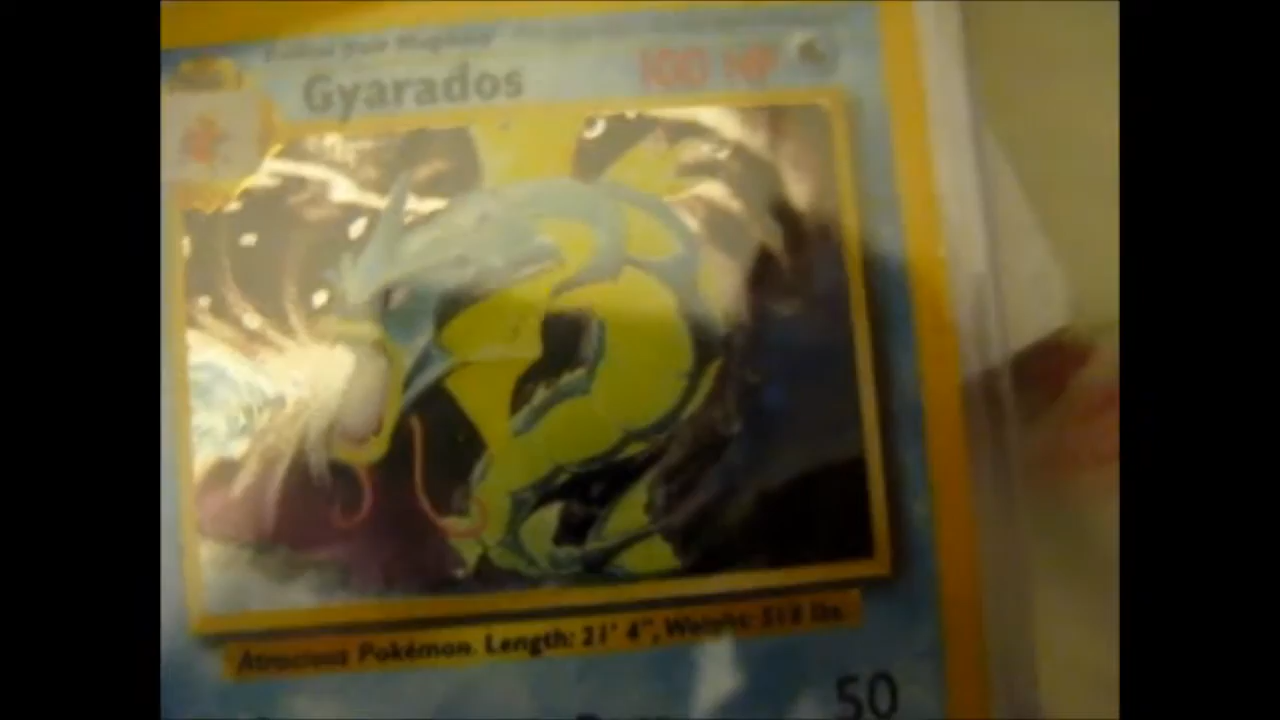 Gyarados 100 HP
Atrocious Pokémon. Length: 21' 4", Weight: 518 lbs.
50